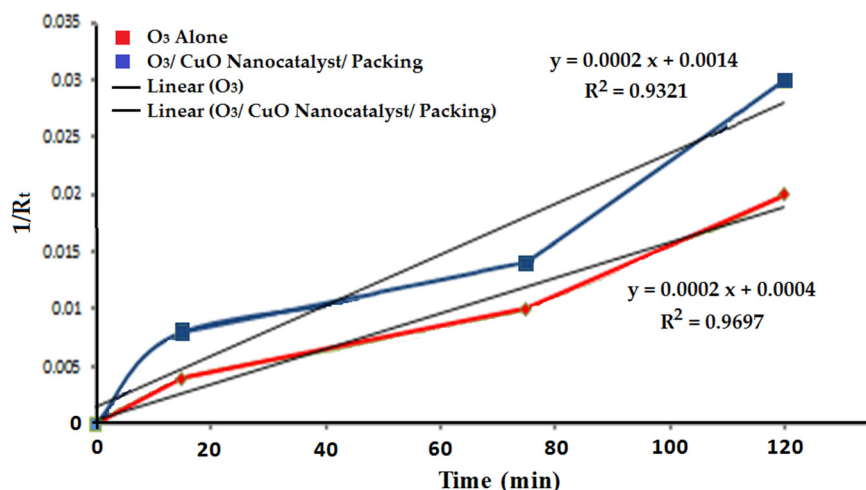 0.035
0.03
0.025
0.02
0.015
0.01
0.005
0
1/Rt
O3 Alone
O3/ CuO Nanocatalyst/ Packing
Linear (O3)
Linear (O3/ CuO Nanocatalyst/ Packing)
y = 0.0002 x + 0.0014
R2 = 0.9321
y = 0.0002 x + 0.0004
R2 = 0.9697
0 20 40 60 80 100 120
Time (min)